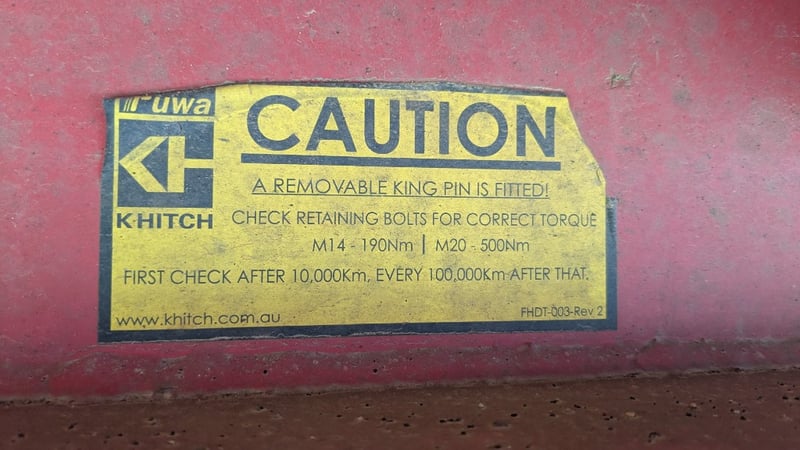 Fuwa
CAUTION
A REMOVABLE KING PIN IS FITTED!
K-HITCH
CHECK RETAINING BOLTS FOR CORRECT TORQUE
M14 - 190Nm | M20 - 500Nm
FIRST CHECK AFTER 10,000Km, EVERY 100,000Km AFTER THAT.
www.khitch.com.au
FHDT-003-Rev 2